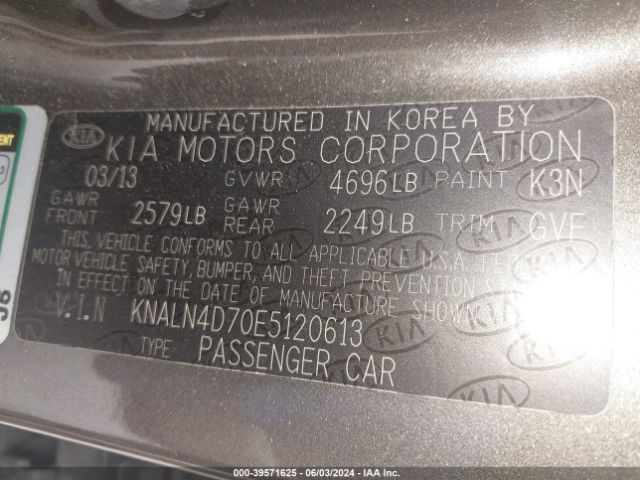 MANUFACTURED IN KOREA BY
KIA KIA MOTORS CORPORATION
03/13 GVWR 4696LB PAINT K3N
GAWR FRONT 2579LB GAWR REAR 2249LB TRIM GVF
THIS VEHICLE CONFORMS TO ALL APPLICABLE U.S.A. FE
MOTOR VEHICLE SAFETY, BUMPER, AND THEFT PREVENTION
IN EFFECT ON THE DATE OF MANUFACTURE SHOWN
V.I.N KNALN4D70E5120613
TYPE PASSENGER CAR
000-39571625 - 06/03/2024 - IAA Inc.